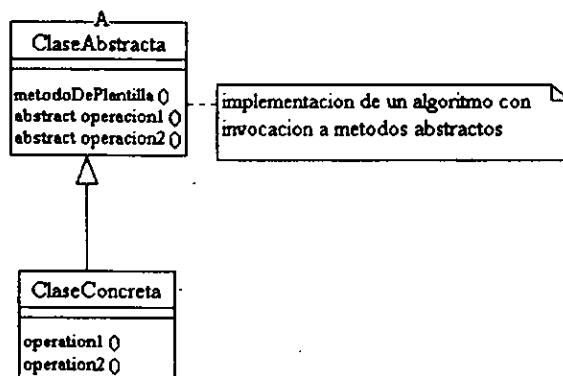 A
ClaseAbstracta
metodoDePlantilla ()
abstract operacion1 ()
abstract operacion2 ()
implementacion de un algoritmo con
invocacion a metodos abstractos
ClaseConcreta
operation1 ()
operation2 ()